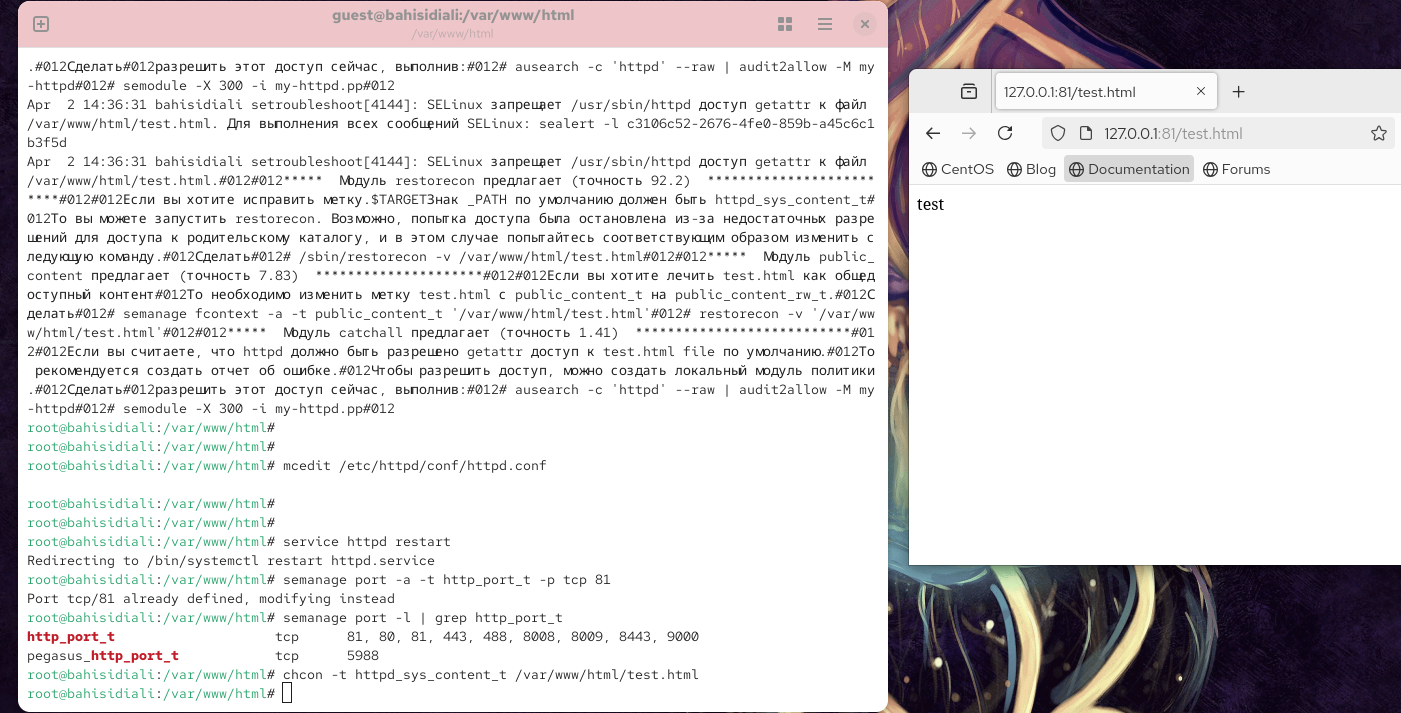 guest@bahisidiali:/var/www/html
/var/www/html
.#012Сделать#012разрешить этот доступ сейчас, выполнив:#012# ausearch -c 'httpd' --raw | audit2allow -M my
-httpd#012# semodule -X 300 -i my-httpd.pp#012
Apr  2 14:36:31 bahisidiali setroubleshoot[4144]: SELinux запрещает /usr/sbin/httpd доступ getattr к файл
/var/www/html/test.html. Для выполнения всех сообщений SELinux: sealert -l c3106c52-2676-4fe0-859b-a45c6c1
b3f5d
Apr  2 14:36:31 bahisidiali setroubleshoot[4144]: SELinux запрещает /usr/sbin/httpd доступ getattr к файл
/var/www/html/test.html.#012#012*****  Модуль restorecon предлагает (точность 92.2)  *********************
****#012#012Если вы хотите исправить метку.$TARGETЗнак _PATH по умолчанию должен быть httpd_sys_content_t#
012То вы можете запустить restorecon. Возможно, попытка доступа была остановлена из-за недостаточных разре
шений для доступа к родительскому каталогу, и в этом случае попытайтесь соответствующим образом изменить с
ледующую команду.#012Сделать#012# /sbin/restorecon -v /var/www/html/test.html#012#012*****  Модуль public_
content предлагает (точность 7.83)  *********************#012#012Если вы хотите лечить test.html как общед
оступный контент#012То необходимо изменить метку test.html с public_content_t на public_content_rw_t.#012С
делать#012# semanage fcontext -a -t public_content_t '/var/www/html/test.html'#012# restorecon -v '/var/ww
w/html/test.html'#012#012*****  Модуль catchall предлагает (точность 1.41)  ***************************#01
2#012Если вы считаете, что httpd должно быть разрешено getattr доступ к test.html file по умолчанию.#012То
рекомендуется создать отчет об ошибке.#012Чтобы разрешить доступ, можно создать локальный модуль политики
.#012Сделать#012разрешить этот доступ сейчас, выполнив:#012# ausearch -c 'httpd' --raw | audit2allow -M my
-httpd#012# semodule -X 300 -i my-httpd.pp#012
root@bahisidiali:/var/www/html#
root@bahisidiali:/var/www/html#
root@bahisidiali:/var/www/html# mcedit /etc/httpd/conf/httpd.conf
root@bahisidiali:/var/www/html#
root@bahisidiali:/var/www/html#
root@bahisidiali:/var/www/html# service httpd restart
Redirecting to /bin/systemctl restart httpd.service
root@bahisidiali:/var/www/html# semanage port -a -t http_port_t -p tcp 81
Port tcp/81 already defined, modifying instead
root@bahisidiali:/var/www/html# semanage port -l | grep http_port_t
http_port_t                    tcp      81, 80, 81, 443, 488, 8008, 8009, 8443, 9000
pegasus_http_port_t            tcp      5988
root@bahisidiali:/var/www/html# chcon -t httpd_sys_content_t /var/www/html/test.html
root@bahisidiali:/var/www/html#
127.0.0.1:81/test.html
127.0.0.1:81/test.html
CentOS Blog Documentation Forums
test